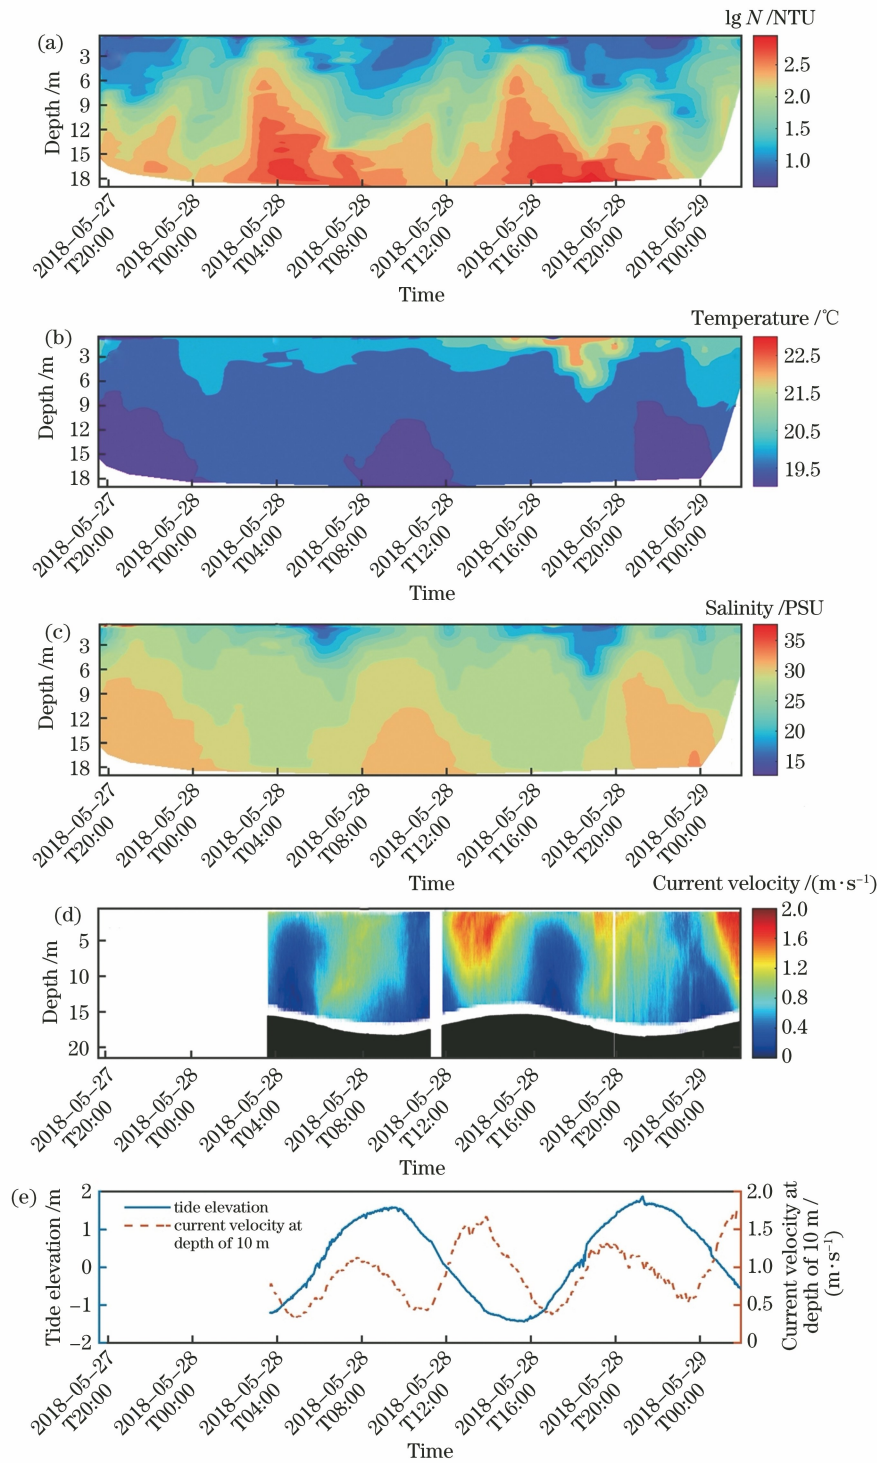 lg N /NTU
(a)
Depth /m
3
6
9
12
15
18
2.5
2.0
1.5
1.0
2018-05-27
T20:00
2018-05-28
T00:00
2018-05-28
T04:00
2018-05-28
T08:00
2018-05-28
T12:00
2018-05-28
T16:00
2018-05-28
T20:00
2018-05-29
T00:00
Time
Temperature /℃
(b)
Depth /m
3
6
9
12
15
18
22.5
21.5
20.5
19.5
2018-05-27
T20:00
2018-05-28
T00:00
2018-05-28
T04:00
2018-05-28
T08:00
2018-05-28
T12:00
2018-05-28
T16:00
2018-05-28
T20:00
2018-05-29
T00:00
Time
Salinity /PSU
(c)
Depth /m
3
6
9
12
15
18
35
30
25
20
15
2018-05-27
T20:00
2018-05-28
T00:00
2018-05-28
T04:00
2018-05-28
T08:00
2018-05-28
T12:00
2018-05-28
T16:00
2018-05-28
T20:00
2018-05-29
T00:00
Time
Current velocity /(m·s⁻¹)
(d)
Depth /m
5
10
15
20
2.0
1.6
1.2
0.8
0.4
0
2018-05-27
T20:00
2018-05-28
T00:00
2018-05-28
T04:00
2018-05-28
T08:00
2018-05-28
T12:00
2018-05-28
T16:00
2018-05-28
T20:00
2018-05-29
T00:00
Time
(e)
Tide elevation /m
2
1
0
-1
-2
tide elevation
current velocity at
depth of 10 m
2.0
1.5
1.0
0.5
0
Current velocity at
depth of 10 m /
(m·s⁻¹)
2018-05-27
T20:00
2018-05-28
T00:00
2018-05-28
T04:00
2018-05-28
T08:00
2018-05-28
T12:00
2018-05-28
T16:00
2018-05-28
T20:00
2018-05-29
T00:00
Time